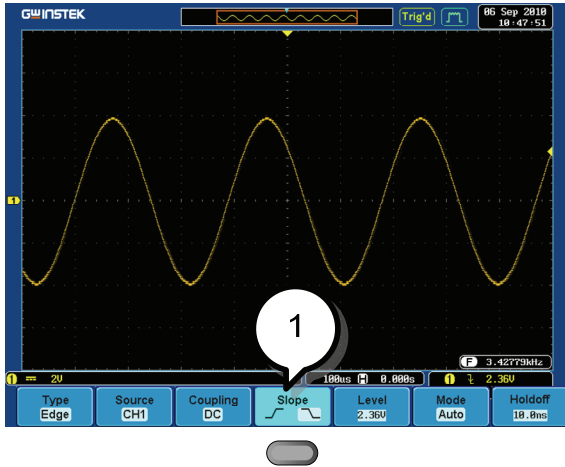 GWINSTEK Trig'd 06 Sep 2010
10:47:51
1
1
F 3.42779kHz
1 2V 100us H 0.000s 1 2.36V
Type Source Coupling Slope Level Mode Holdoff
Edge CH1 DC 2.36V Auto 10.0ns